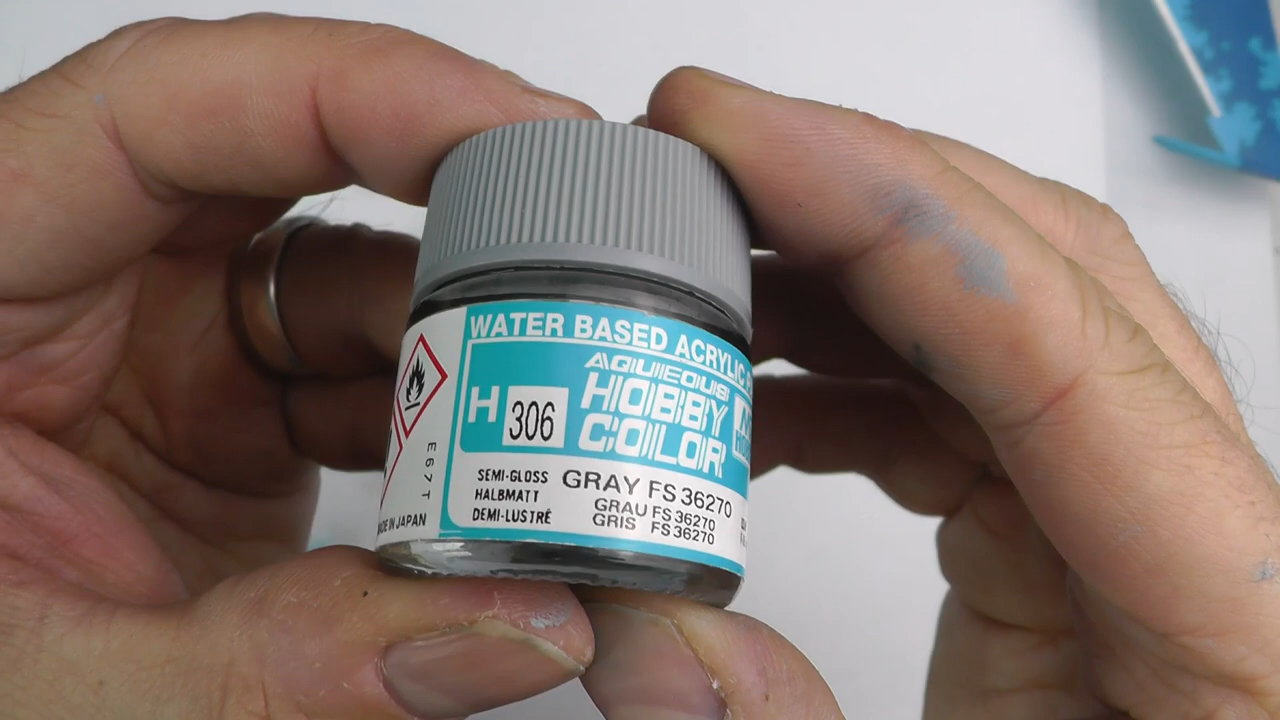 WATER BASED ACRYLIC
AQUEOUS
HOBBY
COLOR
H 306
SEMI-GLOSS
HALBMATT
DEMI-LUSTRÉ
GRAY FS 36270
GRAU FS 36270
GRIS FS 36270
E67T
MADE IN JAPAN